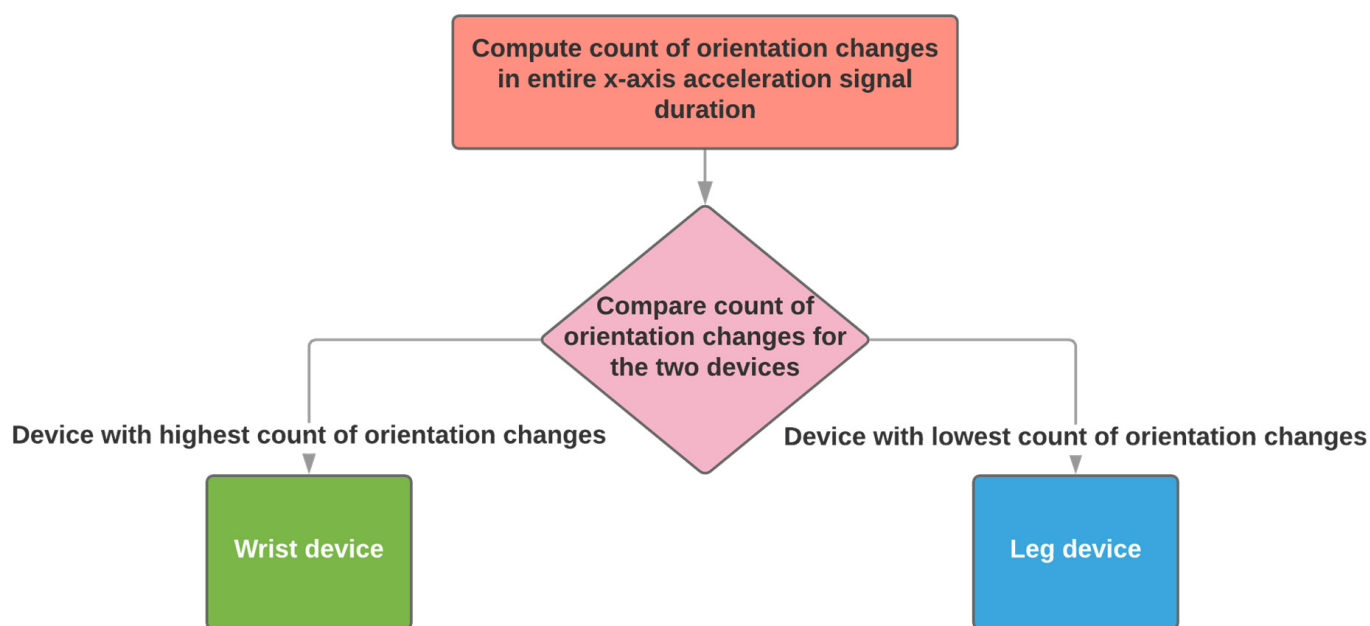 Compute count of orientation changes
in entire x-axis acceleration signal
duration
Compare count of
orientation changes for
the two devices
Device with highest count of orientation changes
Device with lowest count of orientation changes
Wrist device
Leg device